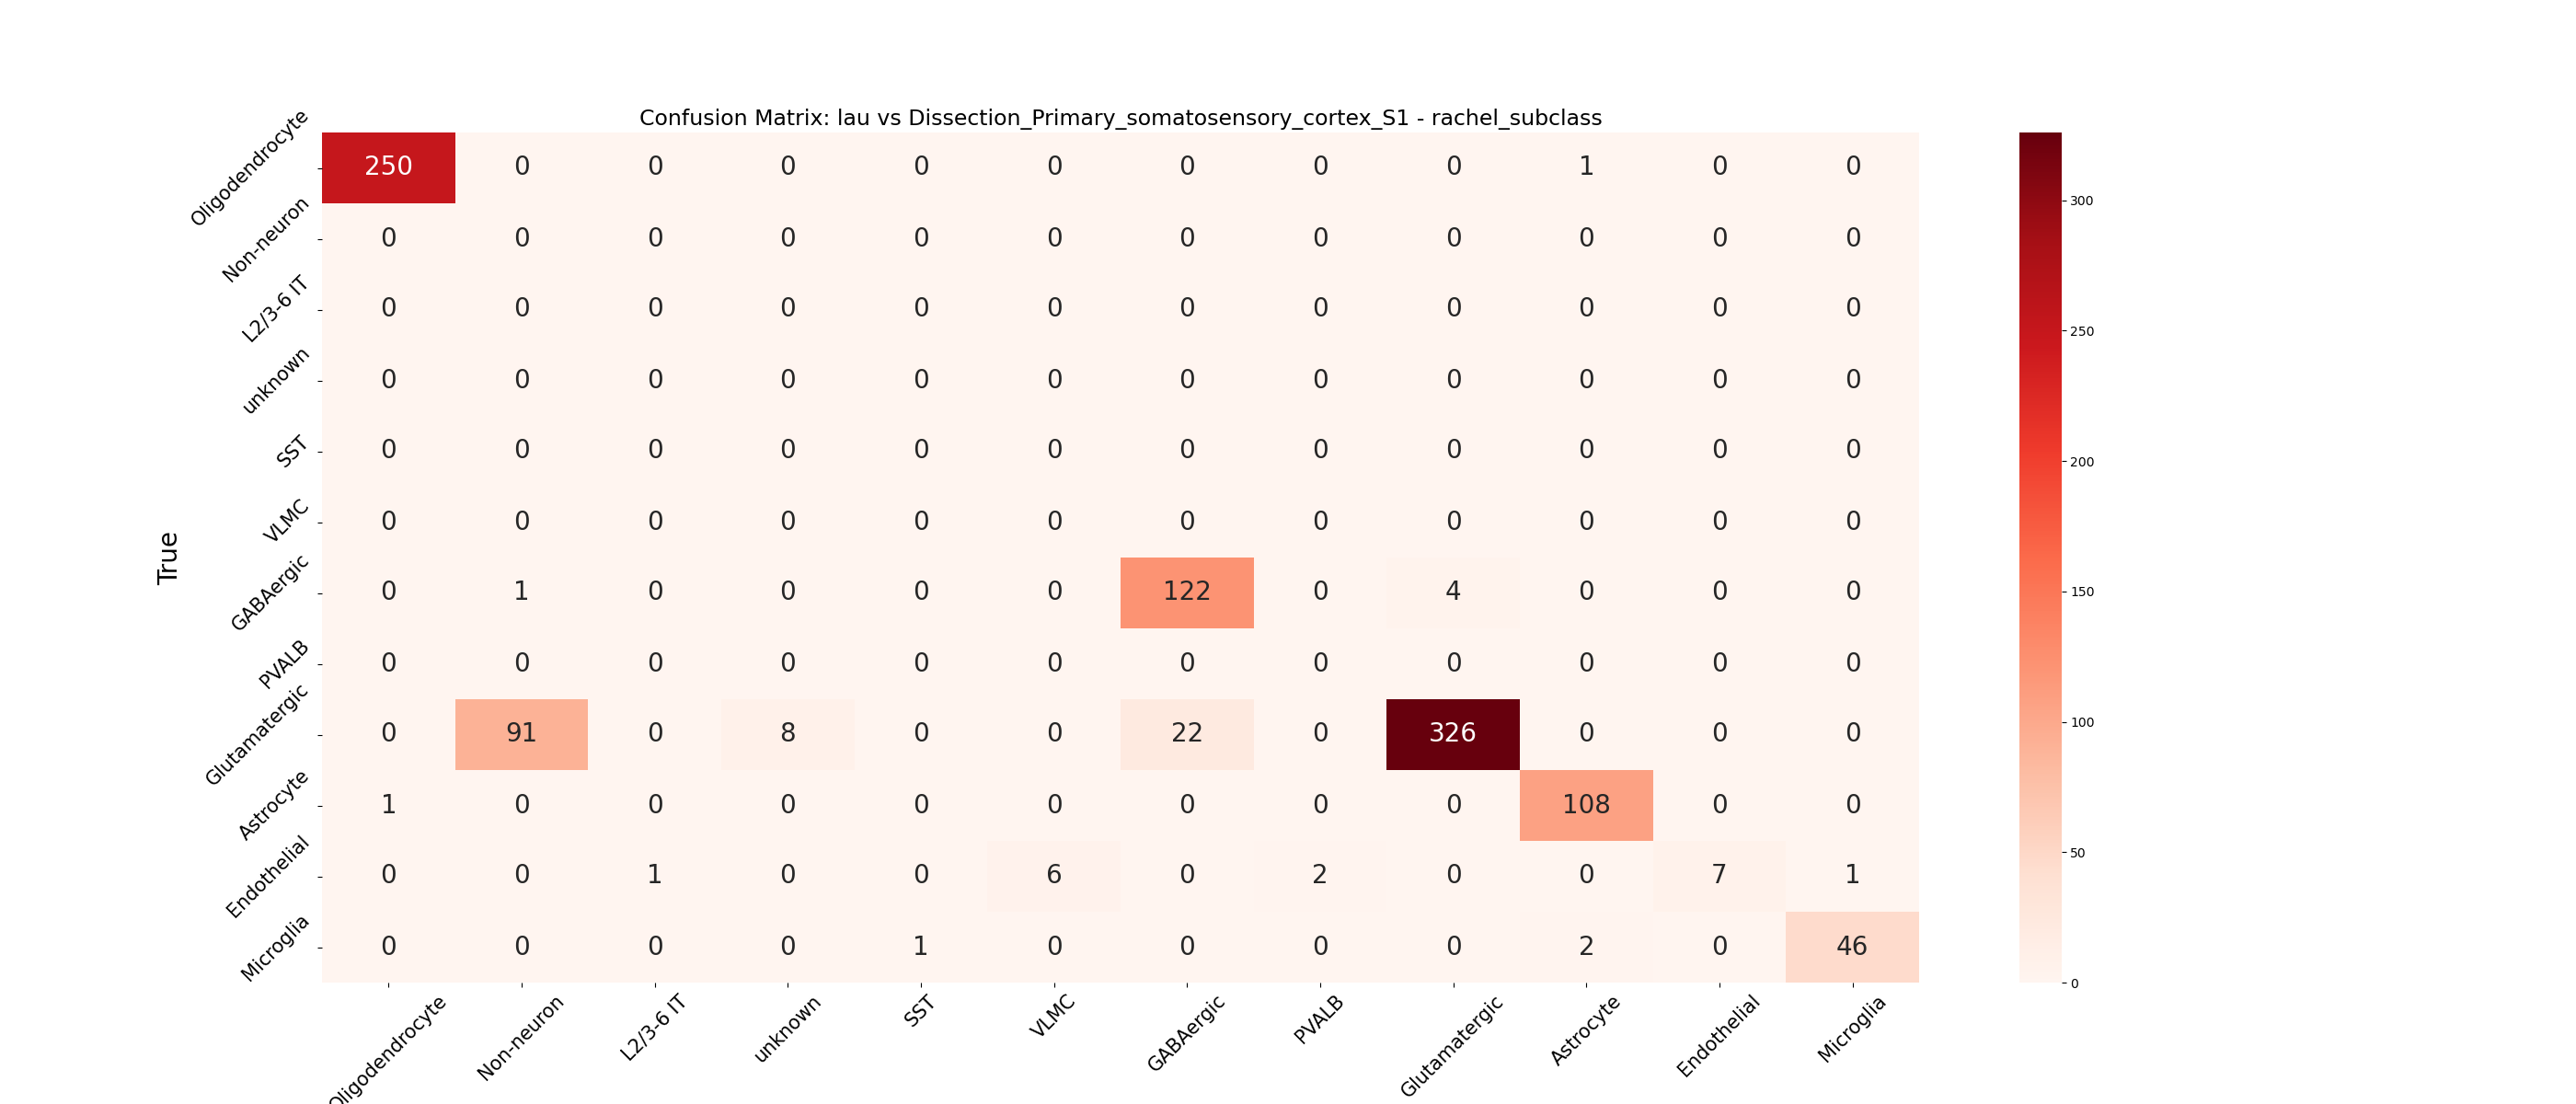 Confusion Matrix: lau vs Dissection_Primary_somatosensory_cortex_S1 - rachel_subclass
True
Oligodendrocyte 250 0 0 0 0 0 0 0 0 1 0 0
Non-neuron 0 0 0 0 0 0 0 0 0 0 0 0
L2/3-6 IT 0 0 0 0 0 0 0 0 0 0 0 0
unknown 0 0 0 0 0 0 0 0 0 0 0 0
SST 0 0 0 0 0 0 0 0 0 0 0 0
VLMC 0 0 0 0 0 0 0 0 0 0 0 0
GABAergic 0 1 0 0 0 0 122 0 4 0 0 0
PVALB 0 0 0 0 0 0 0 0 0 0 0 0
Glutamatergic 0 91 0 8 0 0 22 0 326 0 0 0
Astrocyte 1 0 0 0 0 0 0 0 0 108 0 0
Endothelial 0 0 1 0 0 6 0 2 0 0 7 1
Microglia 0 0 0 0 1 0 0 0 0 2 0 46
Oligodendrocyte Non-neuron L2/3-6 IT unknown SST VLMC GABAergic PVALB Glutamatergic Astrocyte Endothelial Microglia
300
250
200
150
100
50
0